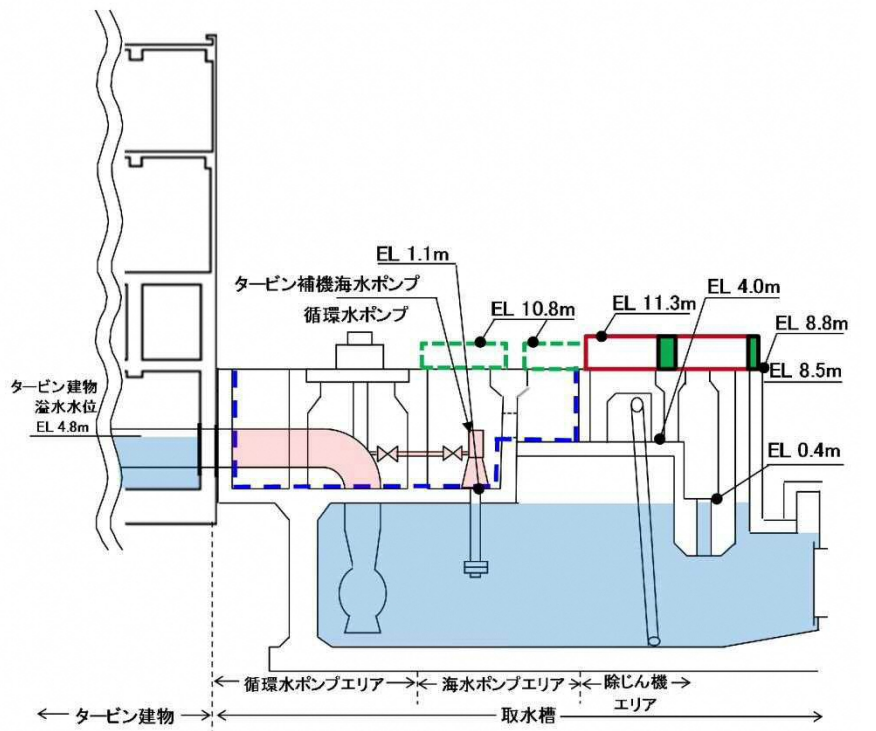 EL 1.1m
タービン補機海水ポンプ
循環水ポンプ
EL 10.8m
EL 11.3m
EL 4.0m
EL 8.8m
EL 8.5m
タービン建物
溢水水位
EL 4.8m
EL 0.4m
循環水ポンプエリア
海水ポンプエリア
除じん機
エリア
タービン建物
取水槽